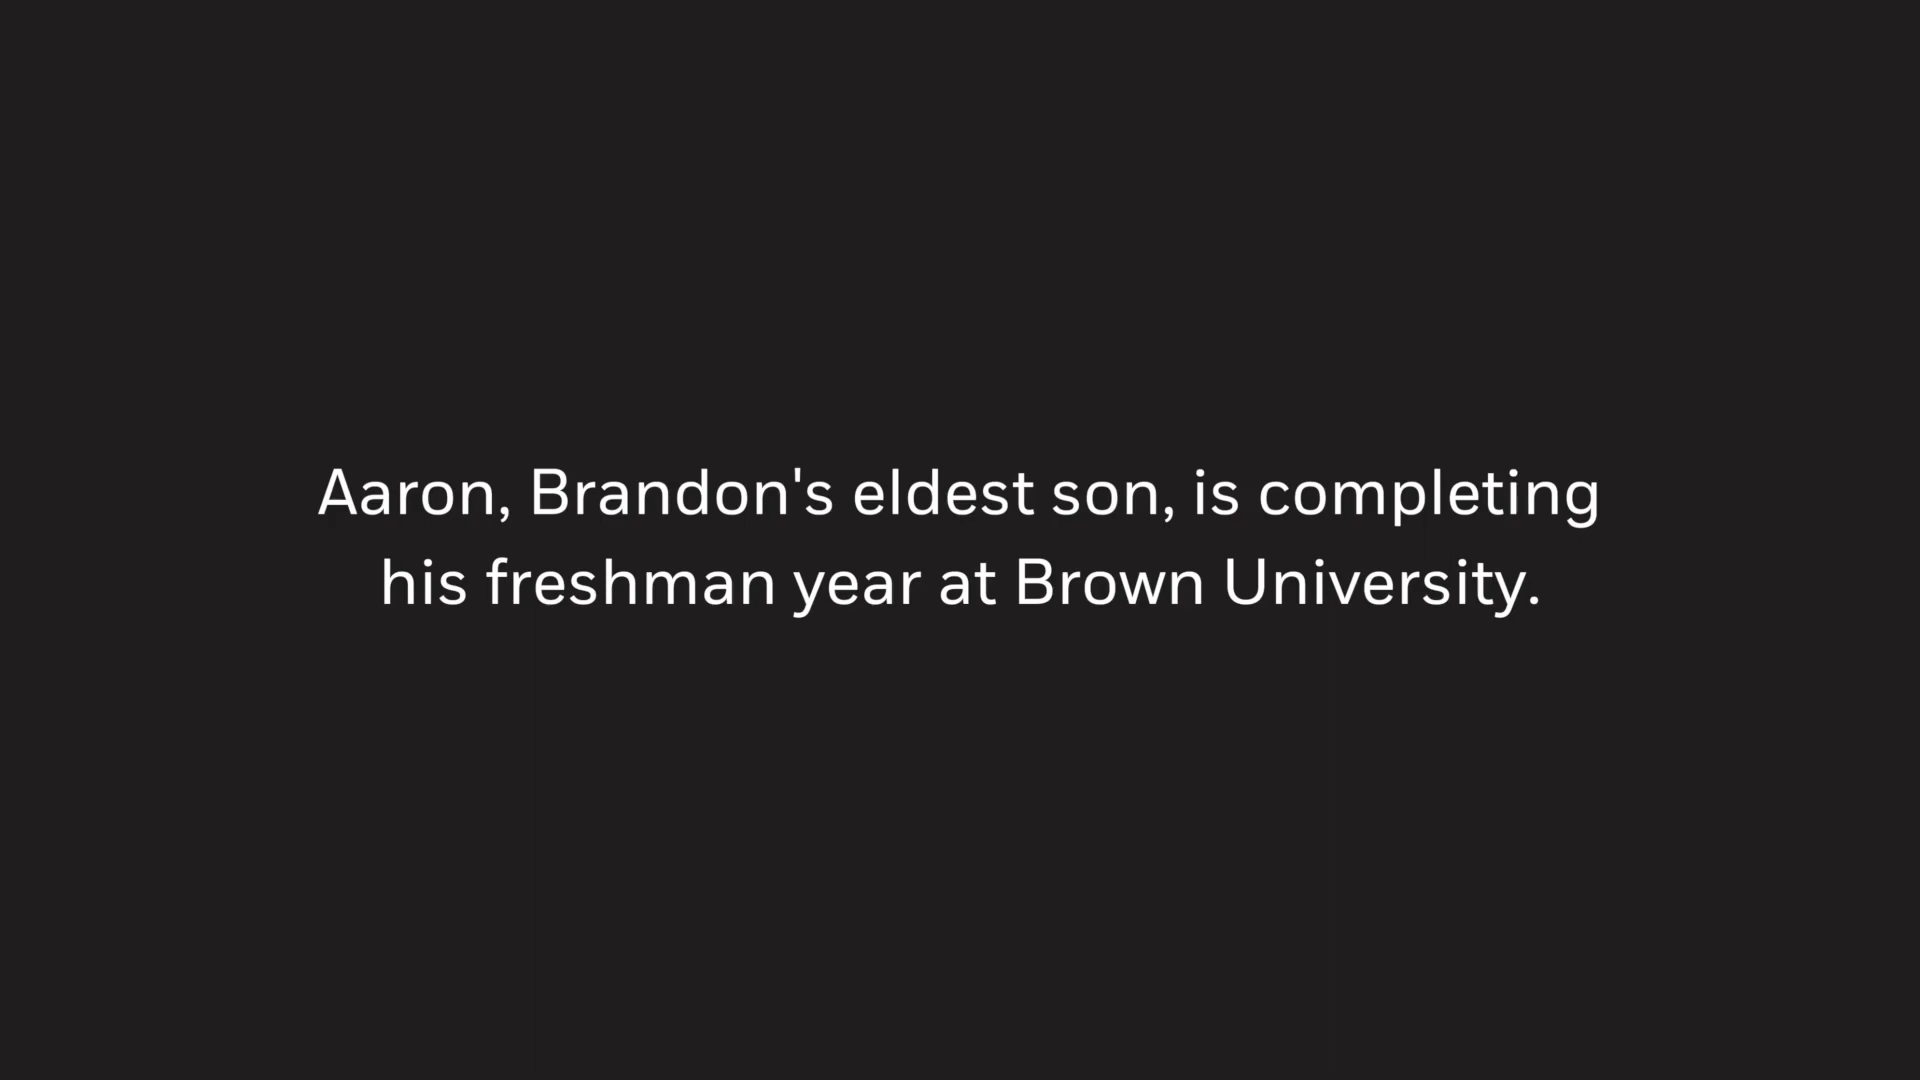 Aaron, Brandon's eldest son, is completing
his freshman year at Brown University.